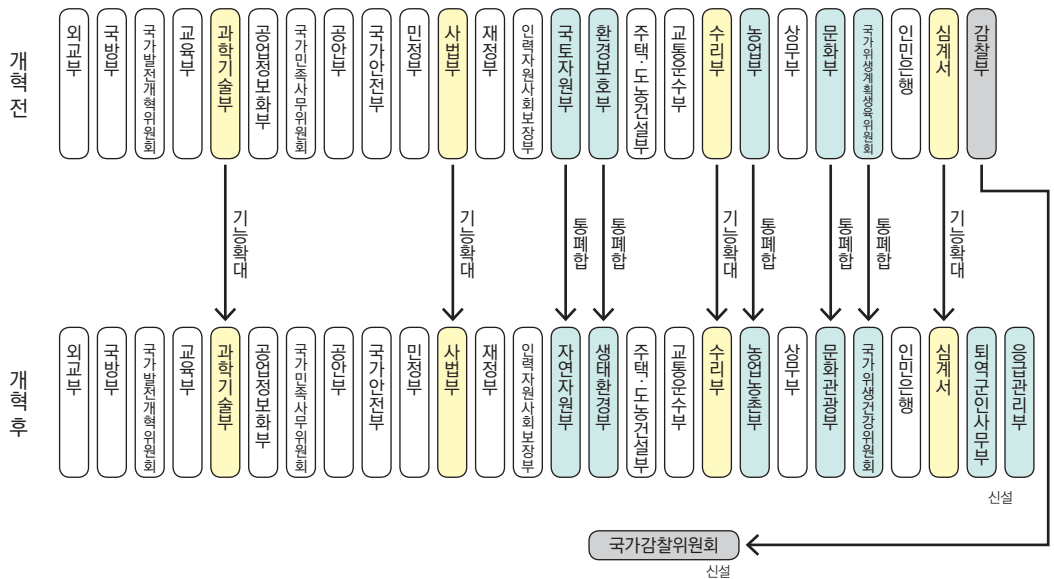 개혁전
외교부
국방부
국가발전개혁위원회
교육부
과학기술부
공업정보화부
국가민족사무위원회
공안부
국가안전부
민정부
사법부
재정부
인력자원사회보장부
국토자원부
환경보호부
주택·도농건설부
교통운수부
수리부
농업부
상무부
문화부
국가위생계획생육위원회
인민은행
심계서
감찰부
기능확대
기능확대
통폐합
통폐합
기능확대
통폐합
통폐합
통폐합
기능확대
개혁후
외교부
국방부
국가발전개혁위원회
교육부
과학기술부
공업정보화부
국가민족사무위원회
공안부
국가안전부
민정부
사법부
재정부
인력자원사회보장부
자연자원부
생태환경부
주택·도농건설부
교통운수부
수리부
농업농촌부
상무부
문화관광부
국가위생건강위원회
인민은행
심계서
퇴역군인사무부
응급관리부
신설
국가감찰위원회
신설